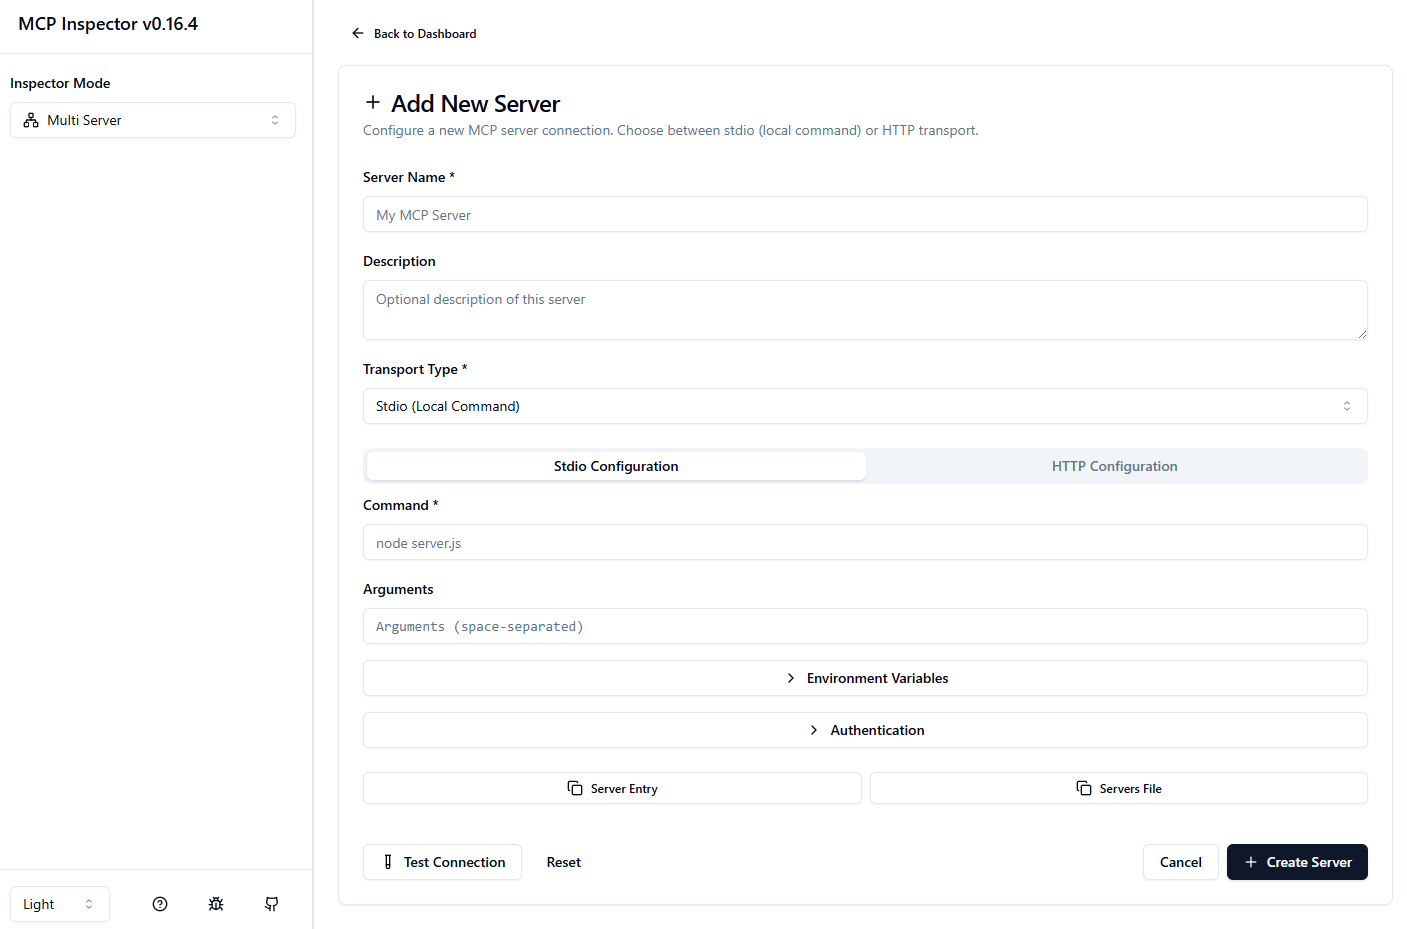 MCP Inspector v0.16.4
Inspector Mode
Multi Server
Light
Back to Dashboard
Add New Server
Configure a new MCP server connection. Choose between stdio (local command) or HTTP transport.
Server Name *
My MCP Server
Description
Optional description of this server
Transport Type *
Stdio (Local Command)
Stdio Configuration
HTTP Configuration
Command *
node server.js
Arguments
Arguments (space-separated)
Environment Variables
Authentication
Server Entry
Servers File
Test Connection
Reset
Cancel
Create Server